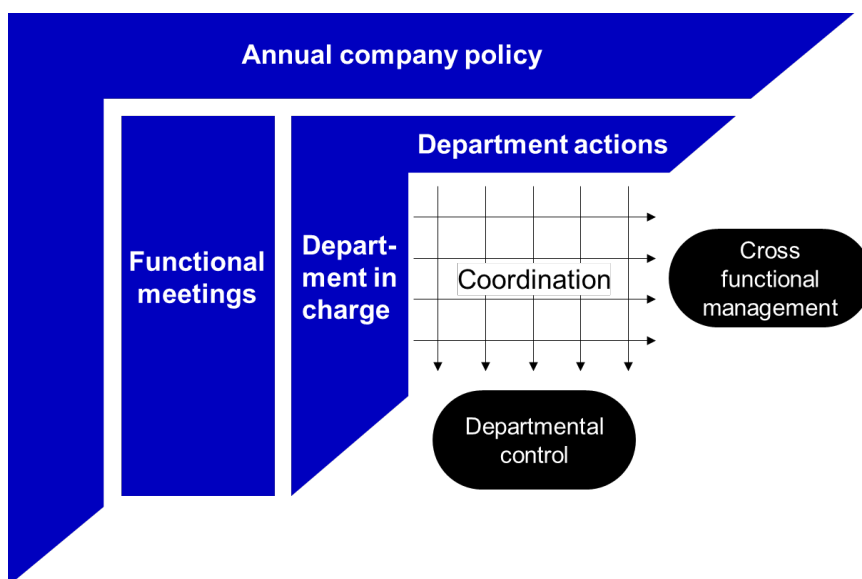 Annual company policy
Department actions
Functional
meetings
Depart-
ment in
charge
Coordination
Cross
functional
management
Departmental
control